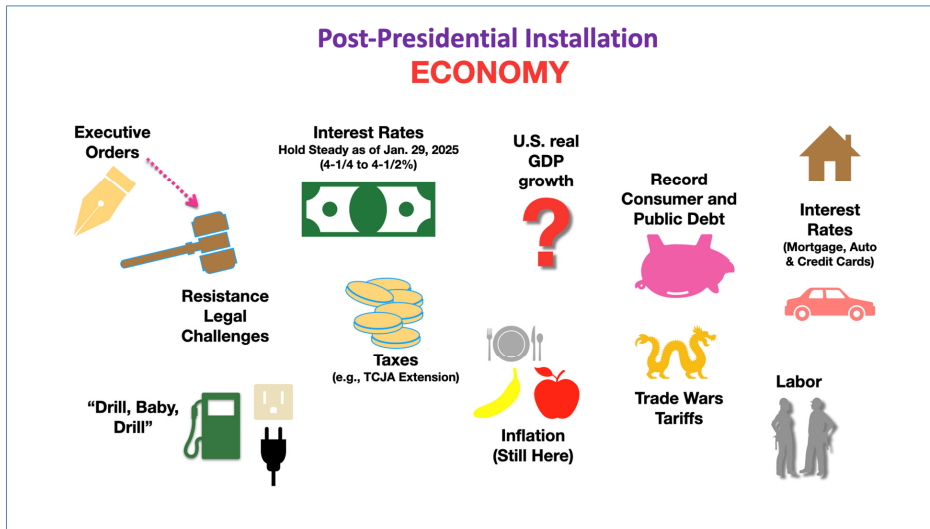 Post-Presidential Installation
ECONOMY
Executive
Orders
Resistance
Legal
Challenges
Interest Rates
Hold Steady as of Jan. 29, 2025
(4-1/4 to 4-1/2%)
Taxes
(e.g., TCJA Extension)
U.S. real
GDP
growth
?
Record
Consumer and
Public Debt
Interest
Rates
(Mortgage, Auto
& Credit Cards)
“Drill, Baby,
Drill”
Inflation
(Still Here)
Trade Wars
Tariffs
Labor